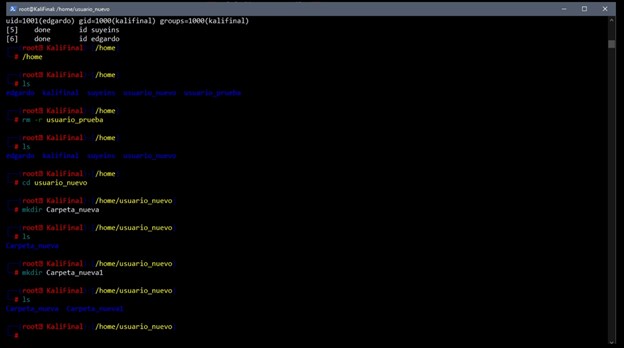 root@KaliFinal: /home/usuario_nuevo
uid=1001(edgardo) gid=1000(kalifinal) groups=1000(kalifinal)
[5] done id suyeins
[6] done id edgardo
root@ KaliFinal /home
# /home
root@ KaliFinal /home
# ls
edgardo kalifinal suyeins usuario_nuevo usuario_prueba
root@ KaliFinal /home
# rm -r usuario_prueba
root@ KaliFinal /home
# ls
edgardo kalifinal suyeins usuario_nuevo
root@ KaliFinal /home
# cd usuario_nuevo
root@ KaliFinal /home/usuario_nuevo
# mkdir Carpeta_nueva
root@ KaliFinal /home/usuario_nuevo
# ls
Carpeta_nueva
root@ KaliFinal /home/usuario_nuevo
# mkdir Carpeta_nueva1
root@ KaliFinal /home/usuario_nuevo
# ls
Carpeta_nueva Carpeta_nueva1
root@ KaliFinal /home/usuario_nuevo
#